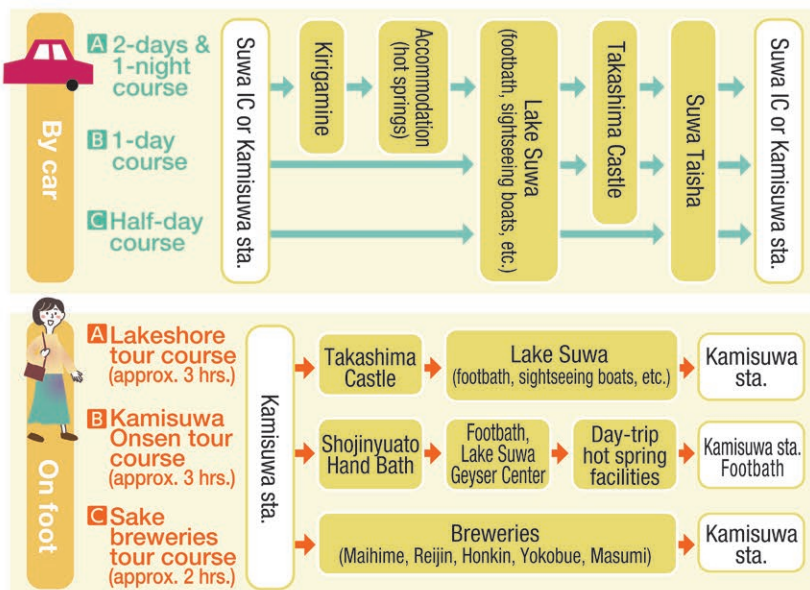 By car
A 2-days &
1-night
course
B 1-day
course
C Half-day
course
Suwa IC or Kamisuwa sta.
Kirigamine
Accommodation
(hot springs)
Lake Suwa
(footbath, sightseeing boats, etc.)
Takashima Castle
Suwa Taisha
Suwa IC or Kamisuwa sta.
On foot
A Lakeshore
tour course
(approx. 3 hrs.)
B Kamisuwa
Onsen tour
course
(approx. 3 hrs.)
C Sake
breweries
tour course
(approx. 2 hrs.)
Kamisuwa sta.
Takashima
Castle
Lake Suwa
(footbath, sightseeing boats, etc.)
Kamisuwa
sta.
Shojinyuato
Hand Bath
Footbath,
Lake Suwa
Geyser Center
Day-trip
hot spring
facilities
Kamisuwa sta.
Footbath
Breweries
(Maihime, Reijin, Honkin, Yokobue, Masumi)
Kamisuwa
sta.